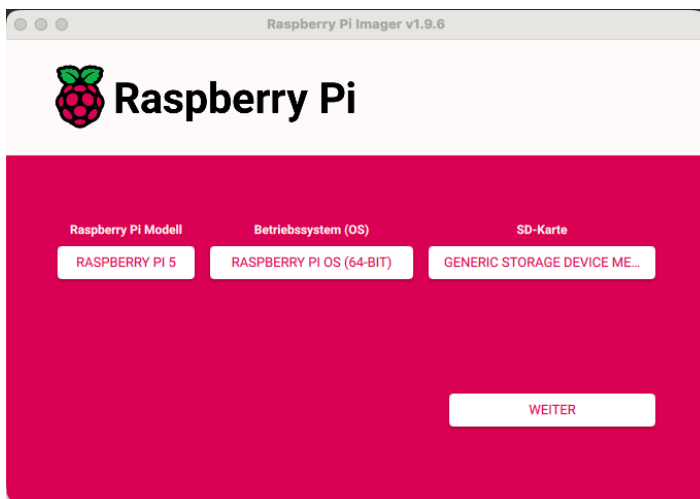 Raspberry Pi Imager v1.9.6
Raspberry Pi
Raspberry Pi Modell
Betriebssystem (OS)
SD-Karte
RASPBERRY PI 5
RASPBERRY PI OS (64-BIT)
GENERIC STORAGE DEVICE ME...
WEITER